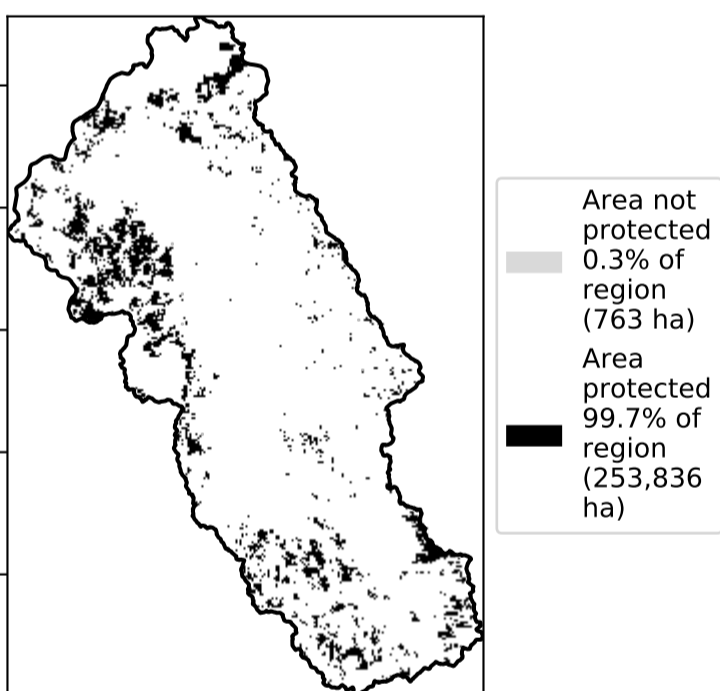 Area not
protected
0.3% of
region
(763 ha)
Area
protected
99.7% of
region
(253,836
ha)